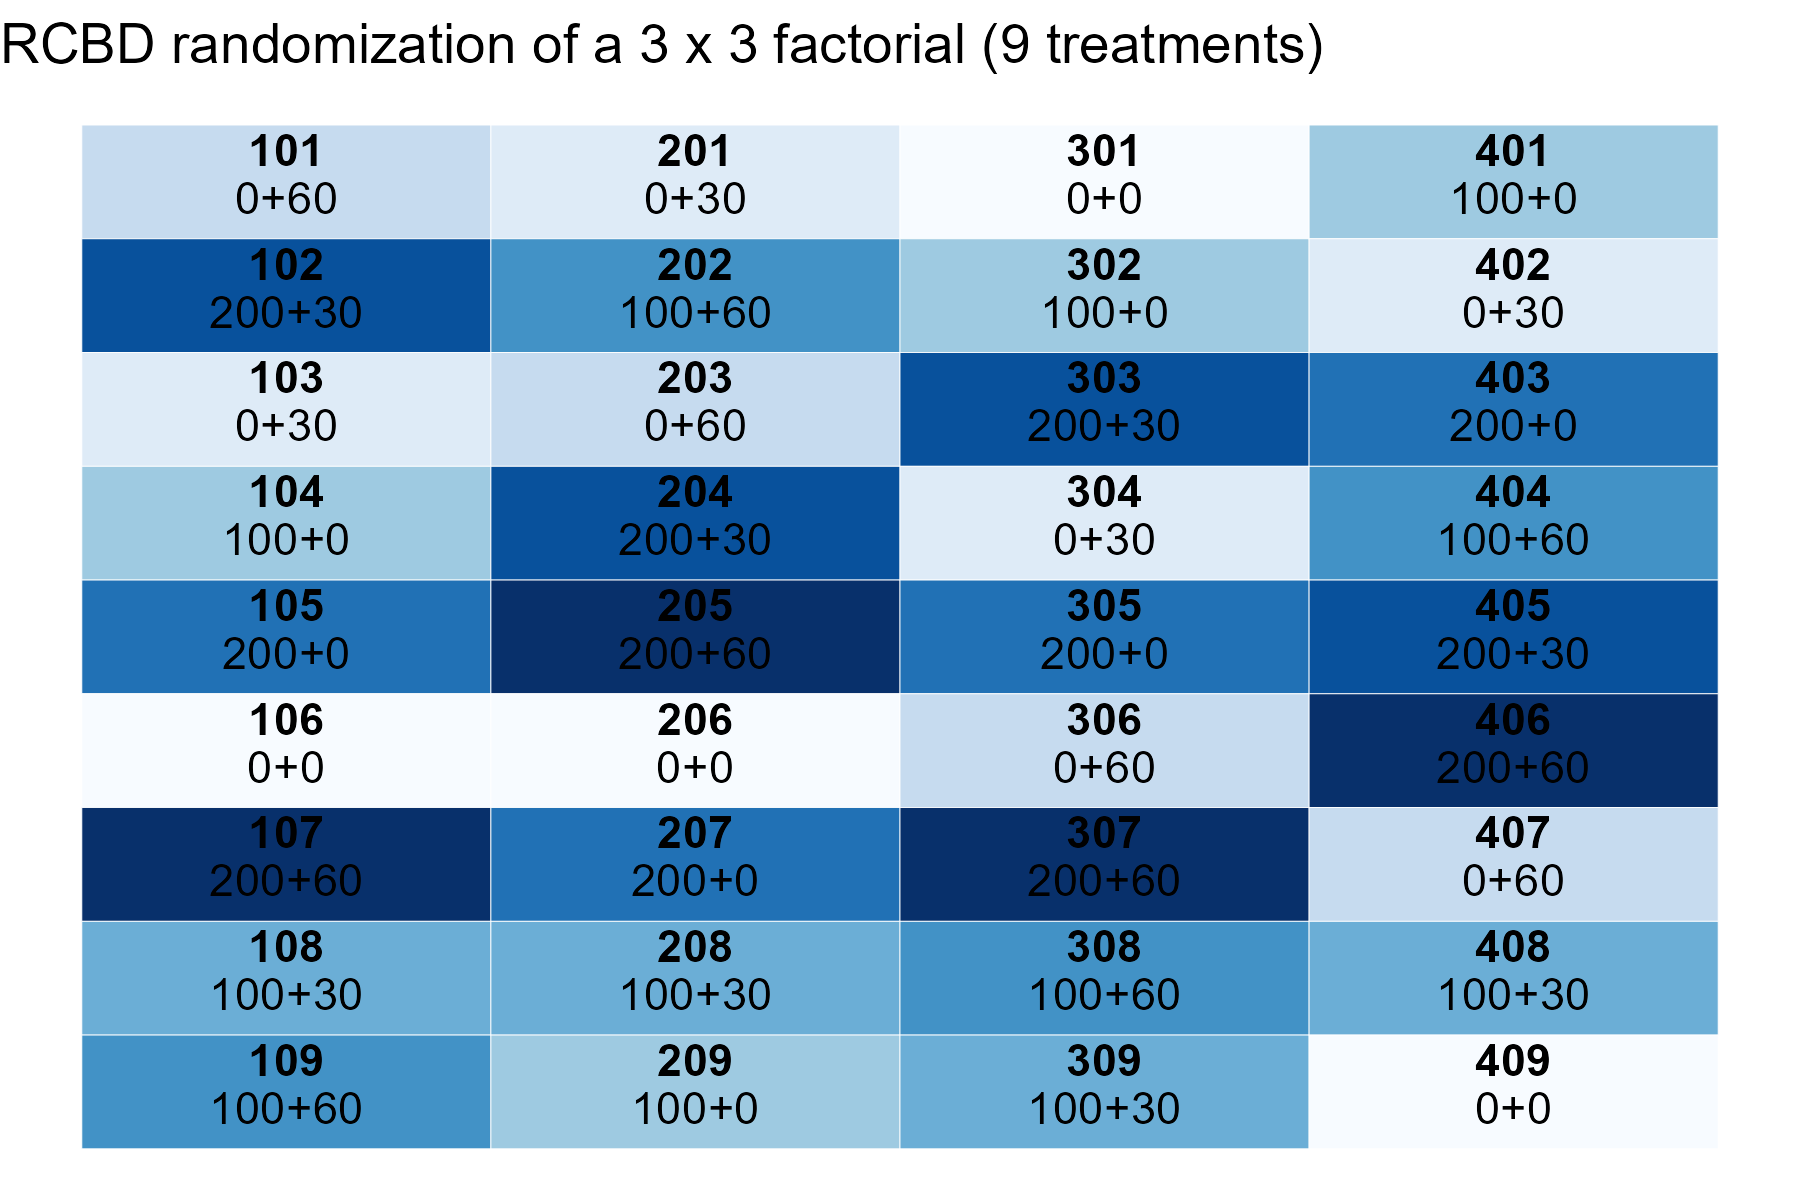 RCBD randomization of a 3 x 3 factorial (9 treatments)
101 201 301 401
0+60 0+30 0+0 100+0
102 202 302 402
200+30 100+60 100+0 0+30
103 203 303 403
0+30 0+60 200+30 200+0
104 204 304 404
100+0 200+30 0+30 100+60
105 205 305 405
200+0 200+60 200+0 200+30
106 206 306 406
0+0 0+0 0+60 200+60
107 207 307 407
200+60 200+0 200+60 0+60
108 208 308 408
100+30 100+30 100+60 100+30
109 209 309 409
100+60 100+0 100+30 0+0